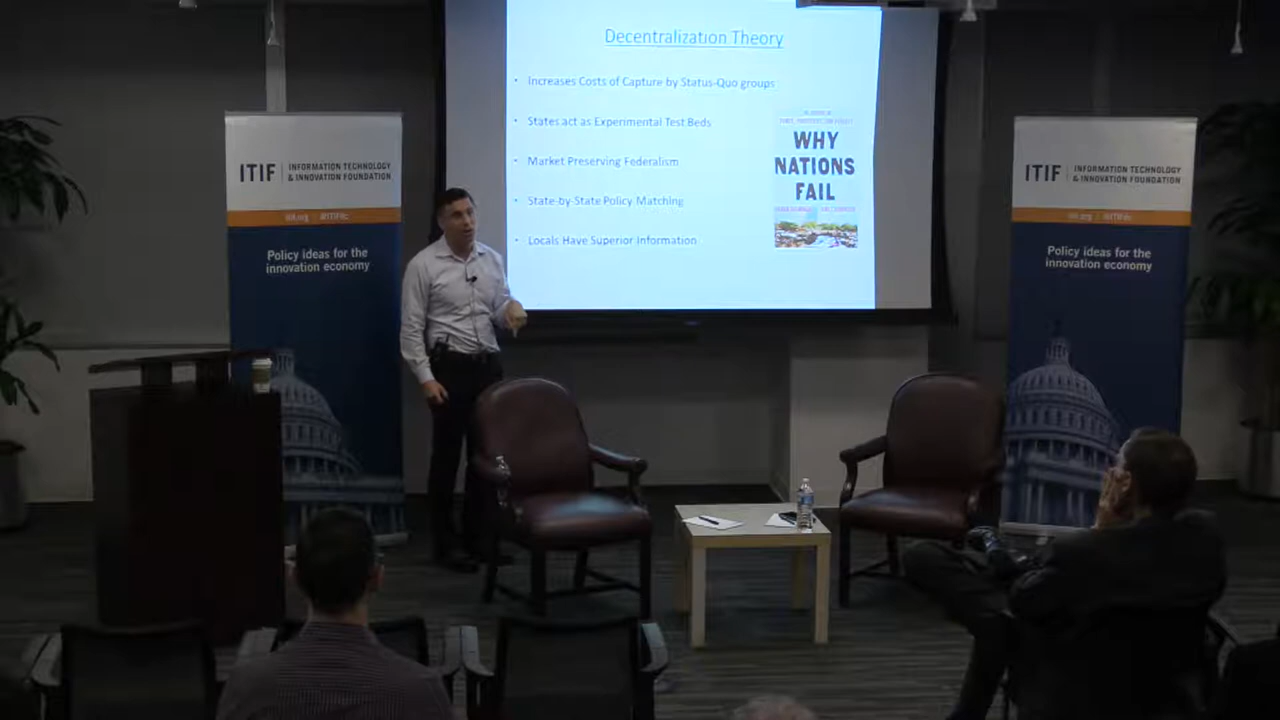 Decentralization Theory
• Increases Costs of Capture by Status-Quo groups
• States act as Experimental Test Beds
• Market Preserving Federalism
• State-by-State Policy Matching
• Locals Have Superior Information
WHY
NATIONS
FAIL
ITIF | INFORMATION TECHNOLOGY
& INNOVATION FOUNDATION
Policy ideas for the
innovation economy
ITIF | INFORMATION TECHNOLOGY
& INNOVATION FOUNDATION
Policy ideas for the
innovation economy